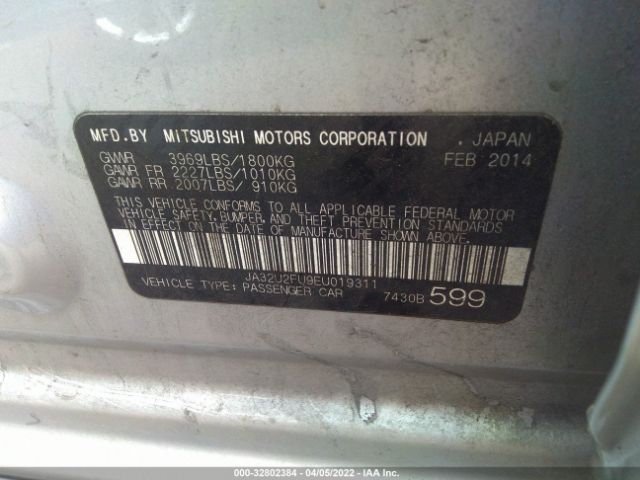 MFD.BY MITSUBISHI MOTORS CORPORATION . JAPAN
GVWR 3969LBS/1800KG FEB 2014
GAWR FR 2227LBS/1010KG
GAWR RR 2007LBS/ 910KG
THIS VEHICLE CONFORMS TO ALL APPLICABLE FEDERAL MOTOR
VEHICLE SAFETY, BUMPER, AND THEFT PREVENTION STANDARDS
IN EFFECT ON THE DATE OF MANUFACTURE SHOWN ABOVE.
JA32U2FU9EU019311
VEHICLE TYPE: PASSENGER CAR 7430B 599
000-32802384 - 04/05/2022 - IAA Inc.